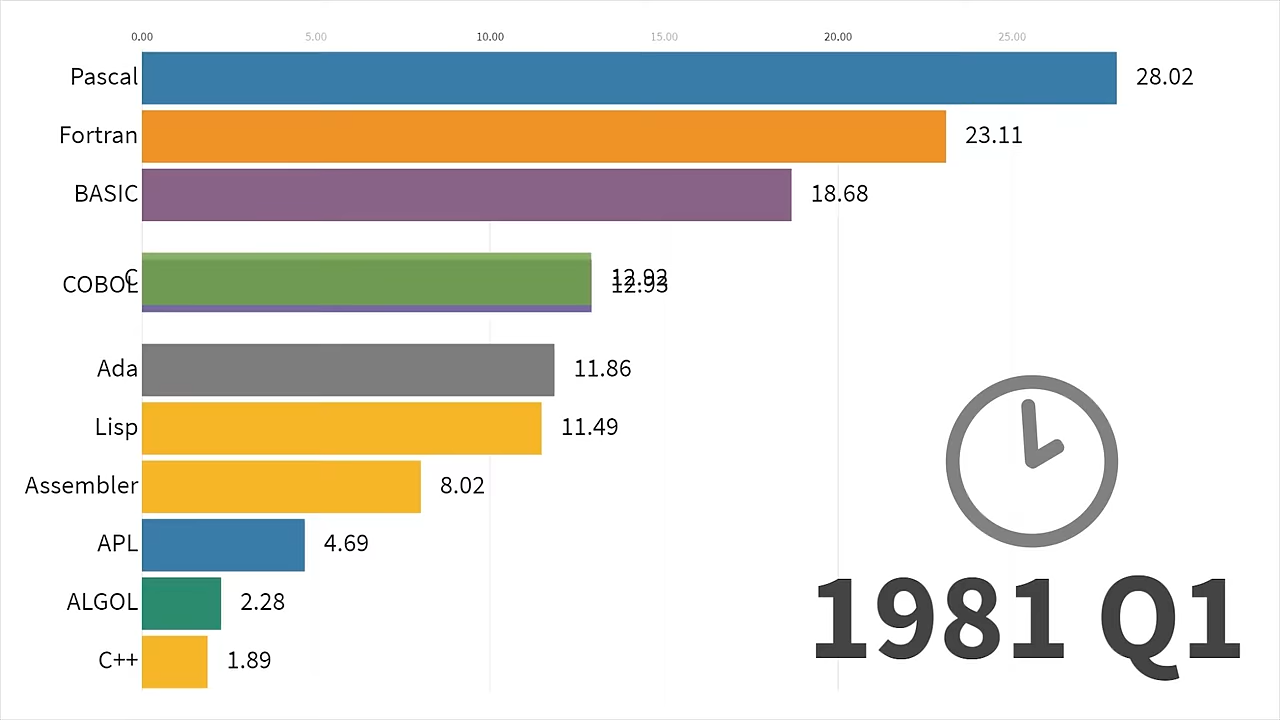 0.00 5.00 10.00 15.00 20.00 25.00
Pascal 28.02
Fortran 23.11
BASIC 18.68
C
COBOL
Ada 11.86
Lisp 11.49
Assembler 8.02
APL 4.69
ALGOL 2.28
C++ 1.89
1981 Q1